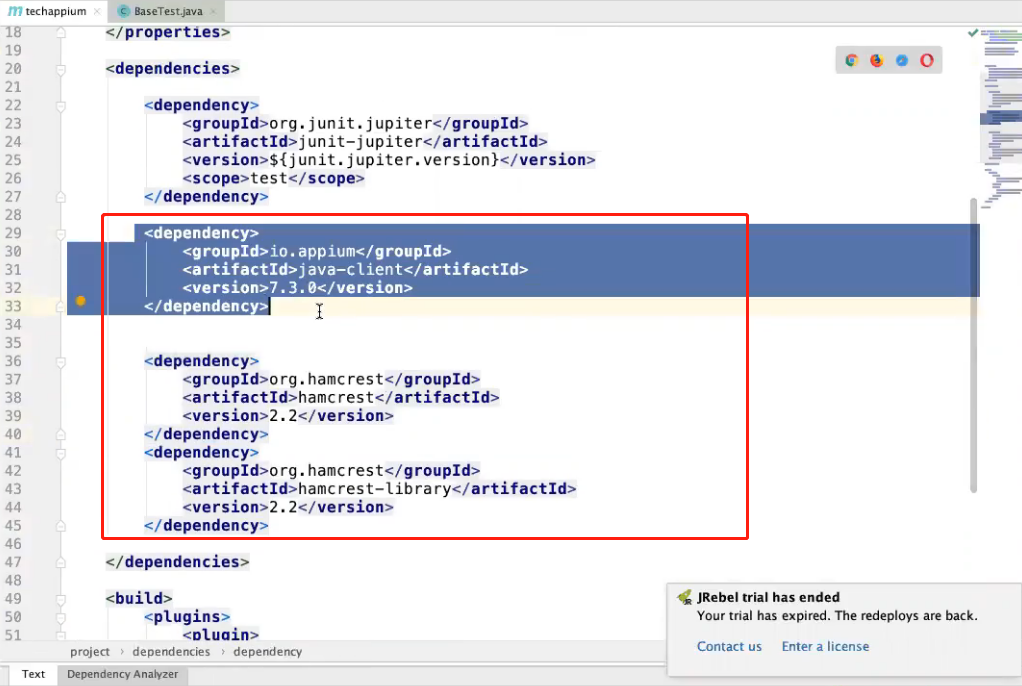 m techappium × C BaseTest.java ×
18 </properties>
19
20 <dependencies>
21
22 <dependency>
23 <groupId>org.junit.jupiter</groupId>
24 <artifactId>junit-jupiter</artifactId>
25 <version>${junit.jupiter.version}</version>
26 <scope>test</scope>
27 </dependency>
28
29 <dependency>
30 <groupId>io.appium</groupId>
31 <artifactId>java-client</artifactId>
32 <version>7.3.0</version>
33 </dependency>
34
35
36 <dependency>
37 <groupId>org.hamcrest</groupId>
38 <artifactId>hamcrest</artifactId>
39 <version>2.2</version>
40 </dependency>
41 <dependency>
42 <groupId>org.hamcrest</groupId>
43 <artifactId>hamcrest-library</artifactId>
44 <version>2.2</version>
45 </dependency>
46
47 </dependencies>
48
49 <build>
50 <plugins>
51 <plugin>
JRebel trial has ended
Your trial has expired. The redeploys are back.
Contact us Enter a license
project › dependencies › dependency
Text Dependency Analyzer